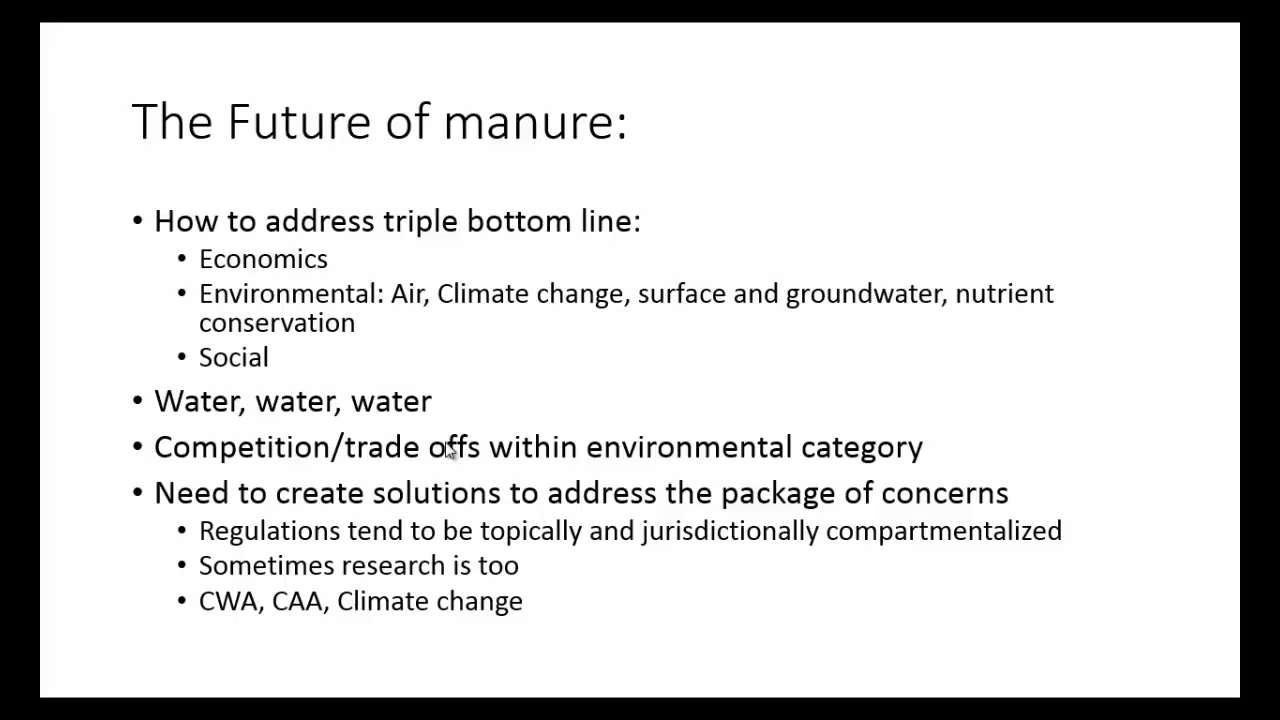 The Future of manure:
• How to address triple bottom line:
• Economics
• Environmental: Air, Climate change, surface and groundwater, nutrient
conservation
• Social
• Water, water, water
• Competition/trade offs within environmental category
• Need to create solutions to address the package of concerns
• Regulations tend to be topically and jurisdictionally compartmentalized
• Sometimes research is too
• CWA, CAA, Climate change